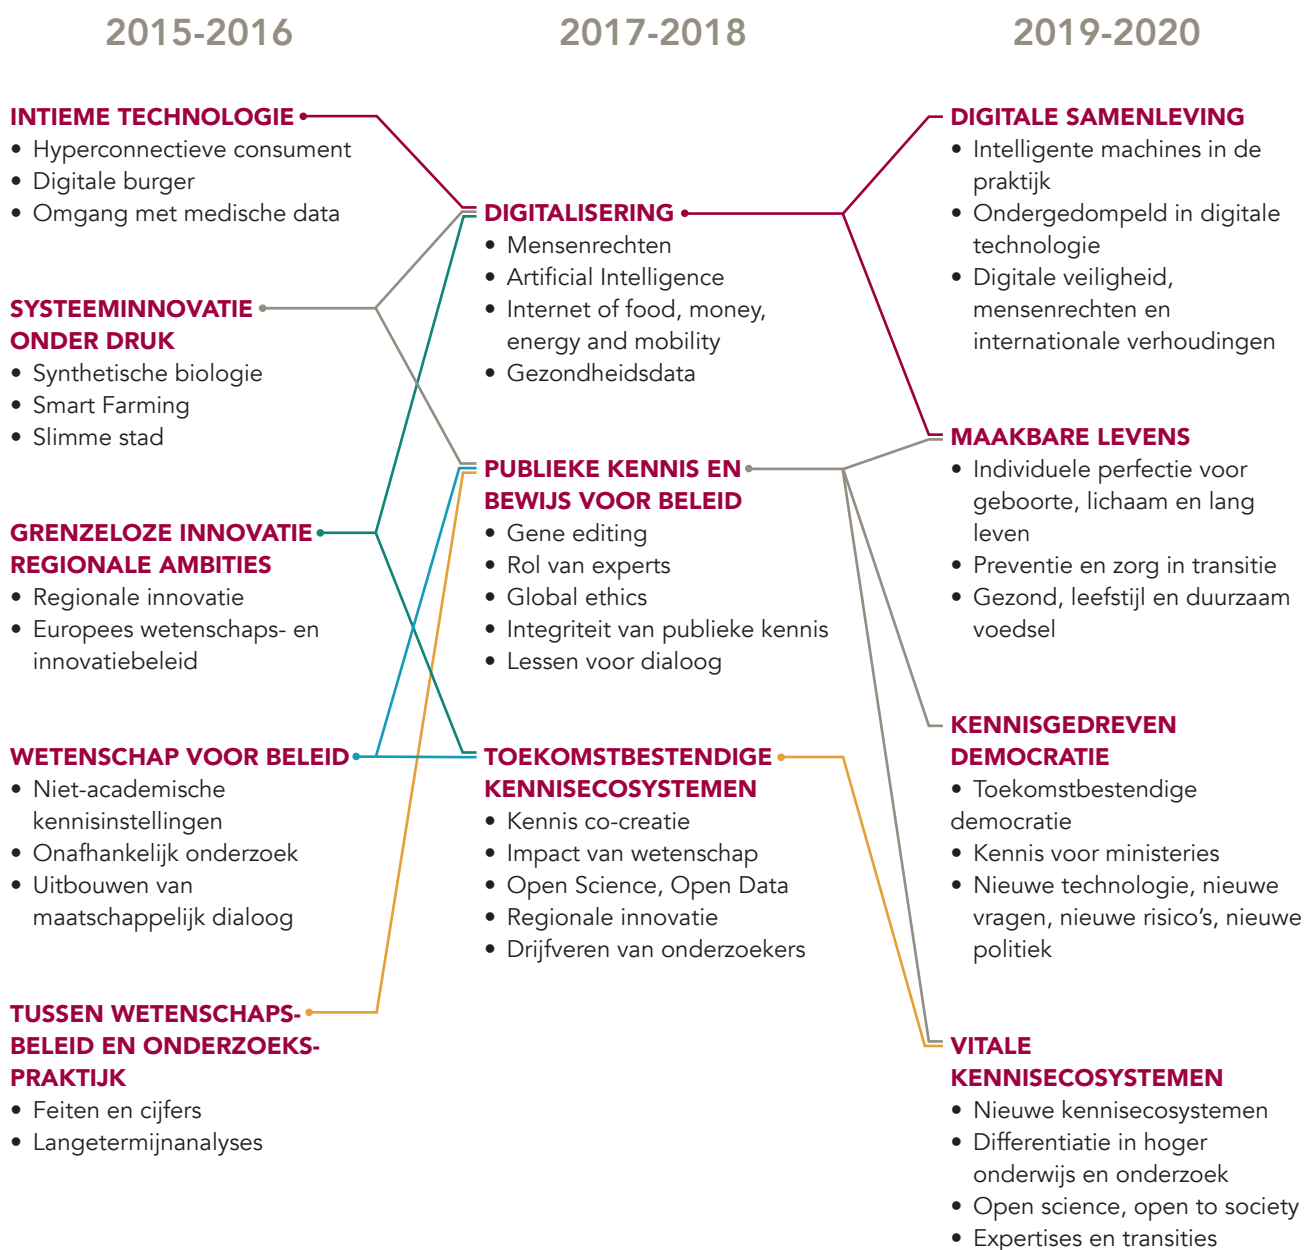 2015-2016
INTIEME TECHNOLOGIE
• Hyperconnectieve consument
• Digitale burger
• Omgang met medische data
SYSTEEMINNOVATIE
ONDER DRUK
• Synthetische biologie
• Smart Farming
• Slimme stad
GRENZELOZE INNOVATIE
REGIONALE AMBITIES
• Regionale innovatie
• Europees wetenschaps- en
innovatiebeleid
WETENSCHAP VOOR BELEID
• Niet-academische
kennisinstellingen
• Onafhankelijk onderzoek
• Uitbouwen van
maatschappelijk dialoog
TUSSEN WETENSCHAPS-
BELEID EN ONDERZOEKS-
PRAKTIJK
• Feiten en cijfers
• Langetermijnanalyses
2017-2018
DIGITALISERING
• Mensenrechten
• Artificial Intelligence
• Internet of food, money,
energy and mobility
• Gezondheidsdata
PUBLIEKE KENNIS EN
BEWIJS VOOR BELEID
• Gene editing
• Rol van experts
• Global ethics
• Integriteit van publieke kennis
• Lessen voor dialoog
TOEKOMSTBESTENDIGE
KENNISECOSYSTEMEN
• Kennis co-creatie
• Impact van wetenschap
• Open Science, Open Data
• Regionale innovatie
• Drijfveren van onderzoekers
2019-2020
DIGITALE SAMENLEVING
• Intelligente machines in de
praktijk
• Ondergedompeld in digitale
technologie
• Digitale veiligheid,
mensenrechten en
internationale verhoudingen
MAAKBARE LEVENS
• Individuele perfectie voor
geboorte, lichaam en lang
leven
• Preventie en zorg in transitie
• Gezond, leefstijl en duurzaam
voedsel
KENNISGEDREVEN
DEMOCRATIE
• Toekomstbestendige
democratie
• Kennis voor ministeries
• Nieuwe technologie, nieuwe
vragen, nieuwe risico's, nieuwe
politiek
VITALE
KENNISECOSYSTEMEN
• Nieuwe kennisecosystemen
• Differentiatie in hoger
onderwijs en onderzoek
• Open science, open to society
• Expertises en transities